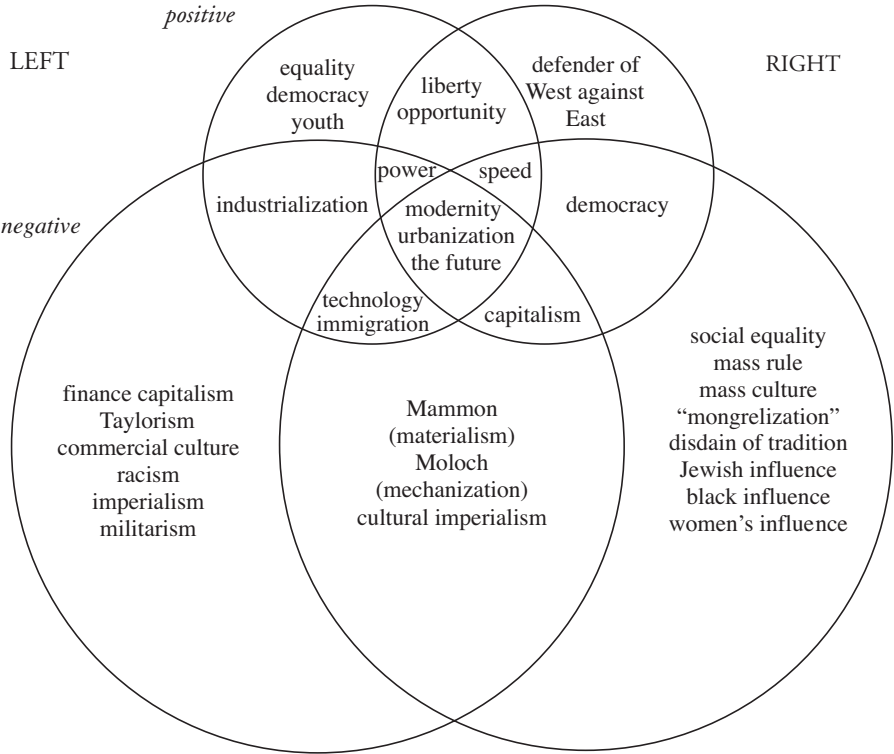 positive
LEFT
RIGHT
equality
democracy
youth
liberty
opportunity
defender of
West against
East
power
speed
negative
industrialization
modernity
urbanization
the future
democracy
technology
immigration
capitalism
finance capitalism
Taylorism
commercial culture
racism
imperialism
militarism
Mammon
(materialism)
Moloch
(mechanization)
cultural imperialism
social equality
mass rule
mass culture
“mongrelization”
disdain of tradition
Jewish influence
black influence
women’s influence